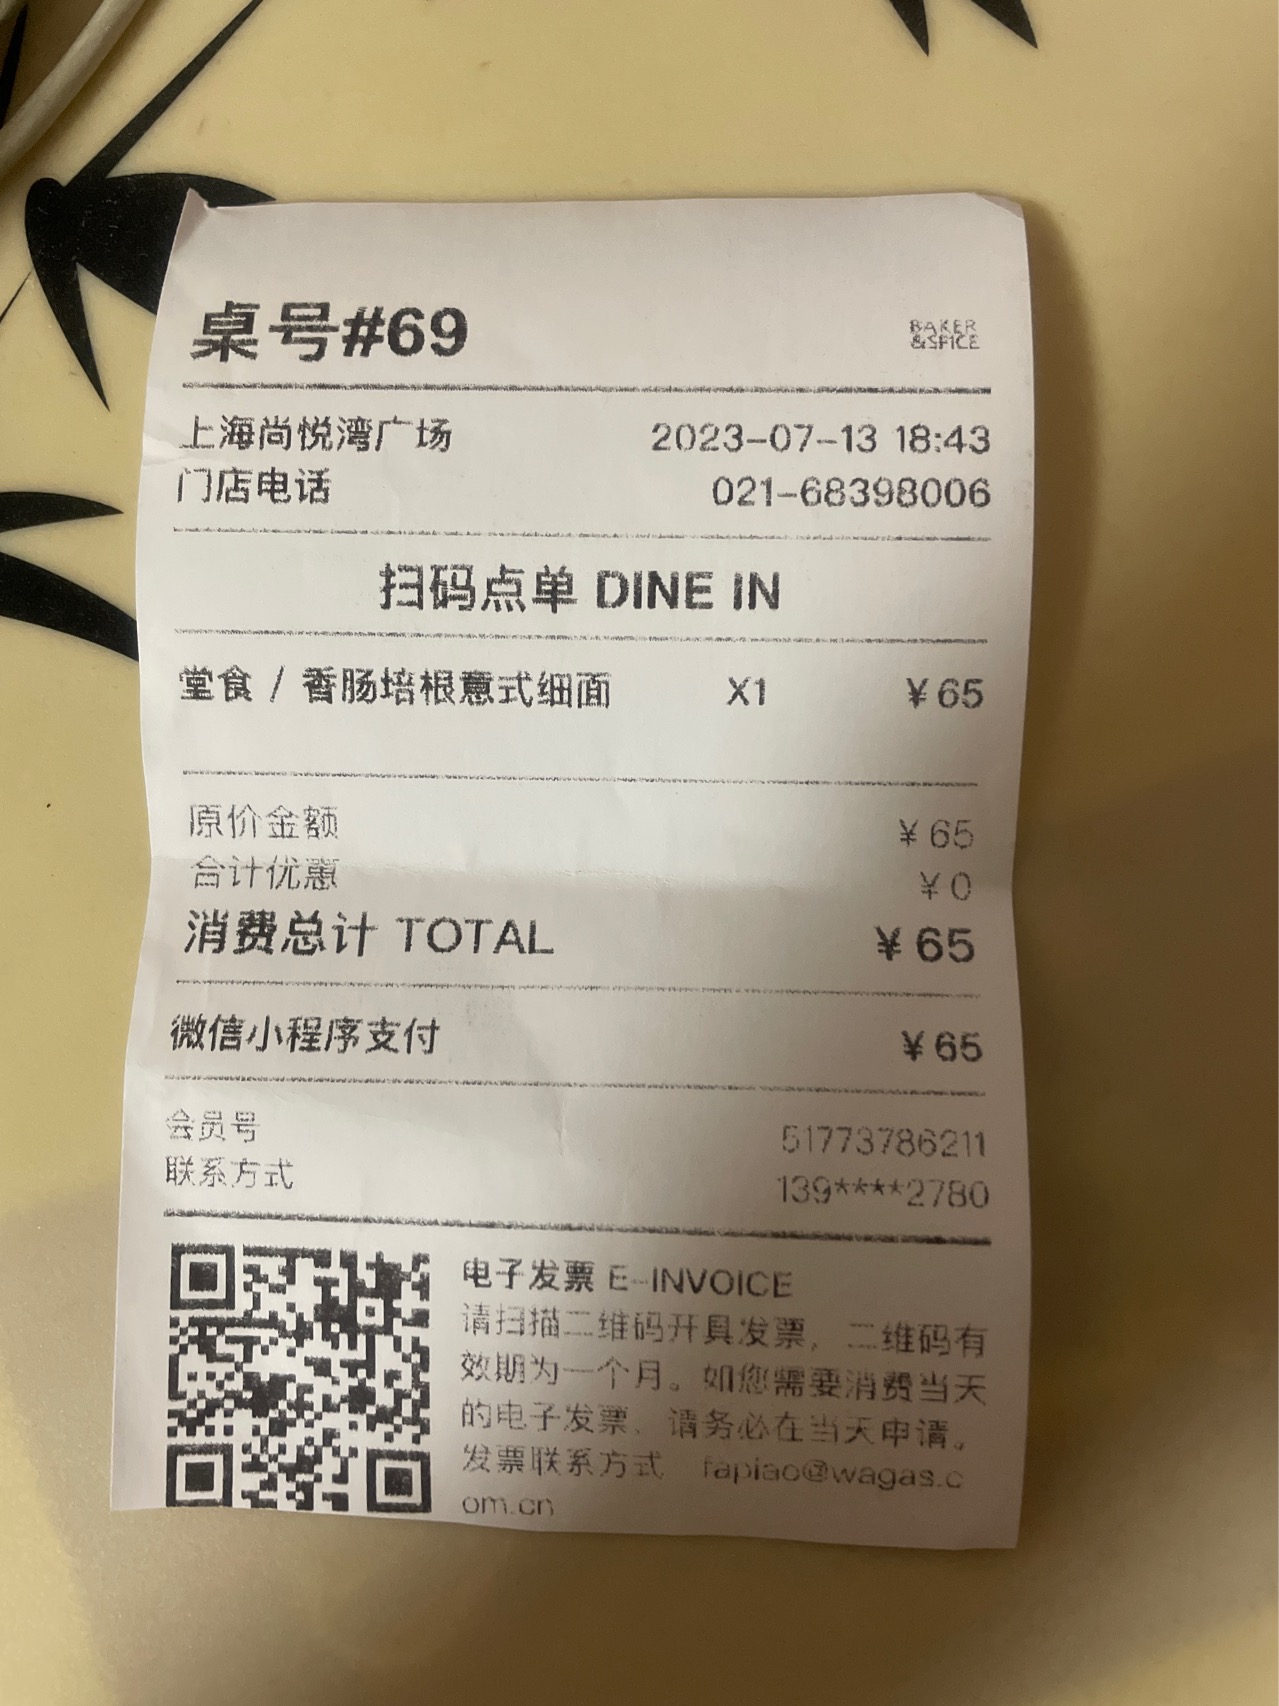 桌号#69
BAKER
&SPICE
上海尚悦湾广场 2023-07-13 18:43
门店电话 021-68398006
扫码点单 DINE IN
堂食 / 香肠培根意式细面 X1 ¥65
原价金额 ¥65
合计优惠 ¥0
消费总计 TOTAL ¥65
微信小程序支付 ¥65
会员号 51773786211
联系方式 139****2780
电子发票 E-INVOICE
请扫描二维码开具发票，二维码有
效期为一个月。如您需要消费当天
的电子发票，请务必在当天申请。
发票联系方式 fapiao@wagas.c
om.cn